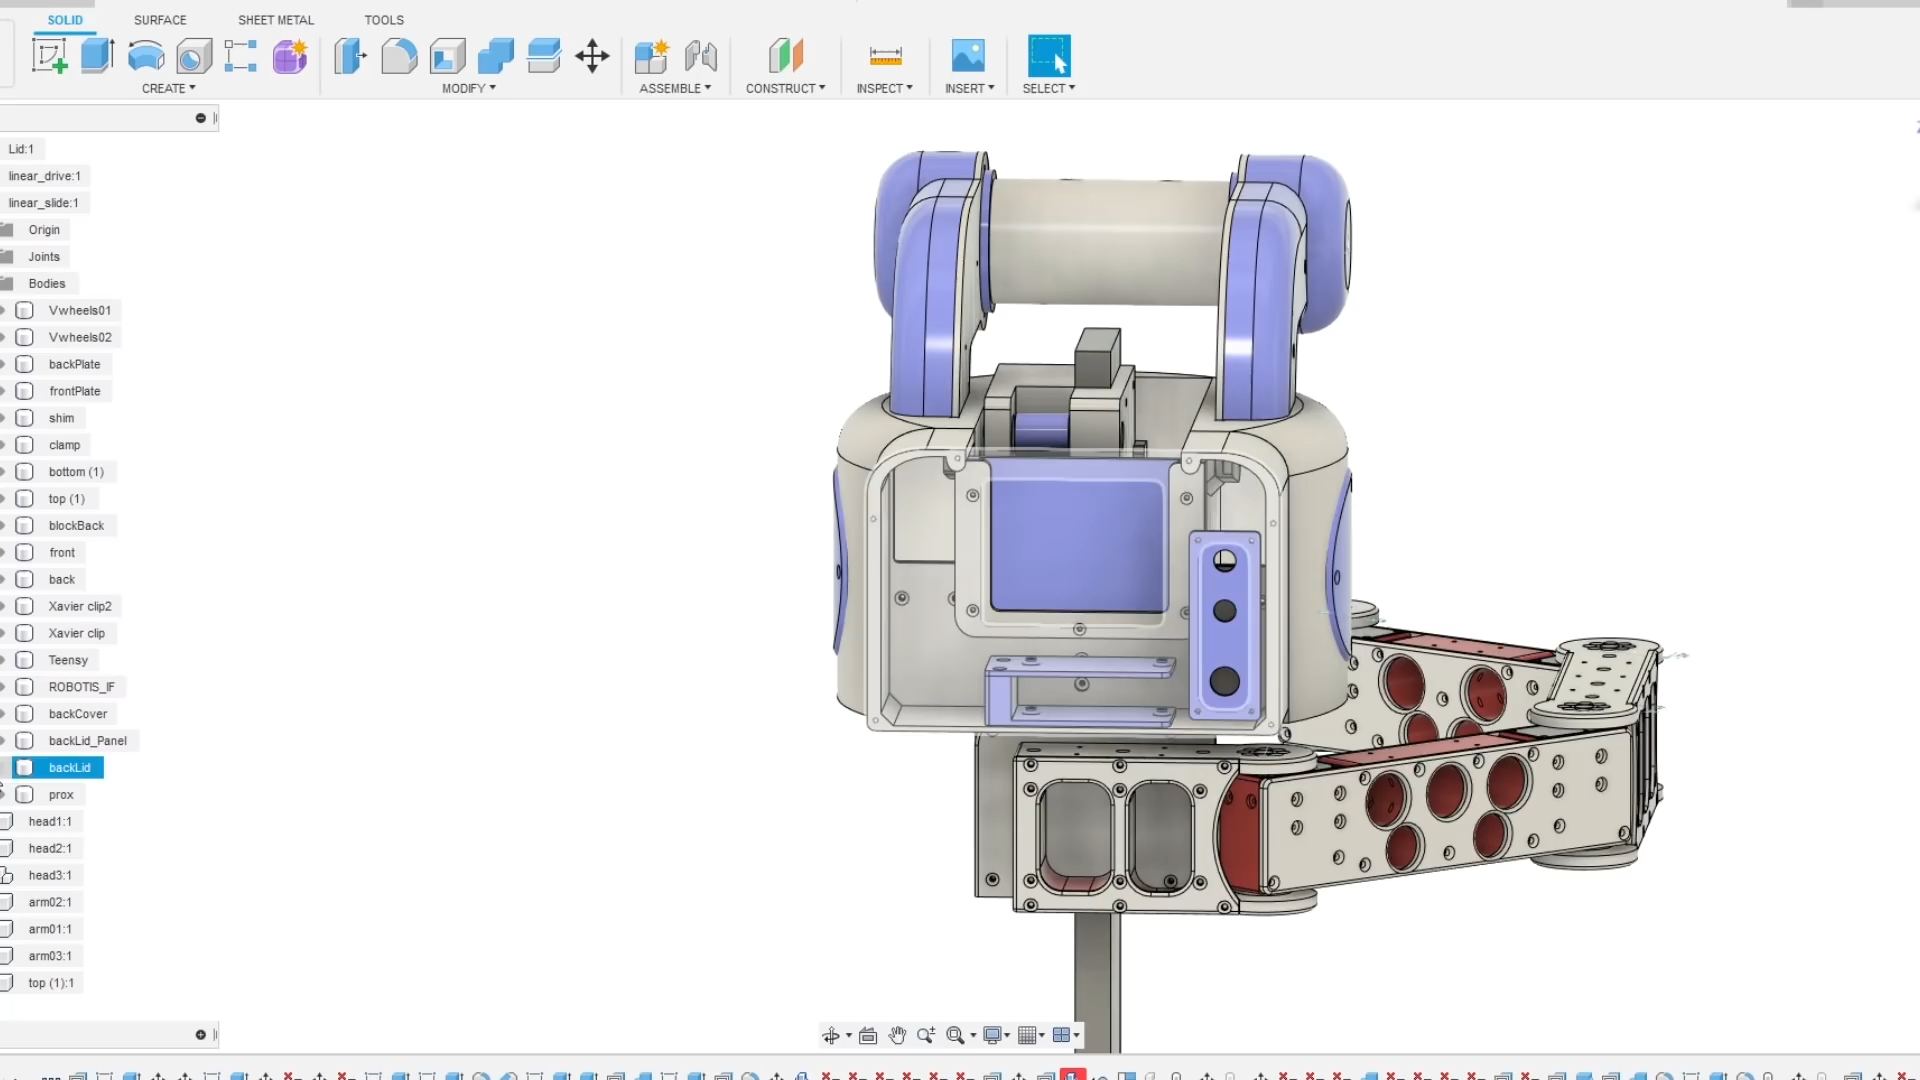 SOLID
SURFACE
SHEET METAL
TOOLS
CREATE
MODIFY
ASSEMBLE
CONSTRUCT
INSPECT
INSERT
SELECT
Lid:1
linear_drive:1
linear_slide:1
Origin
Joints
Bodies
Vwheels01
Vwheels02
backPlate
frontPlate
shim
clamp
bottom (1)
top (1)
blockBack
front
back
Xavier clip2
Xavier clip
Teensy
ROBOTIS_IF
backCover
backLid_Panel
backLid
prox
head1:1
head2:1
head3:1
arm02:1
arm01:1
arm03:1
top (1):1